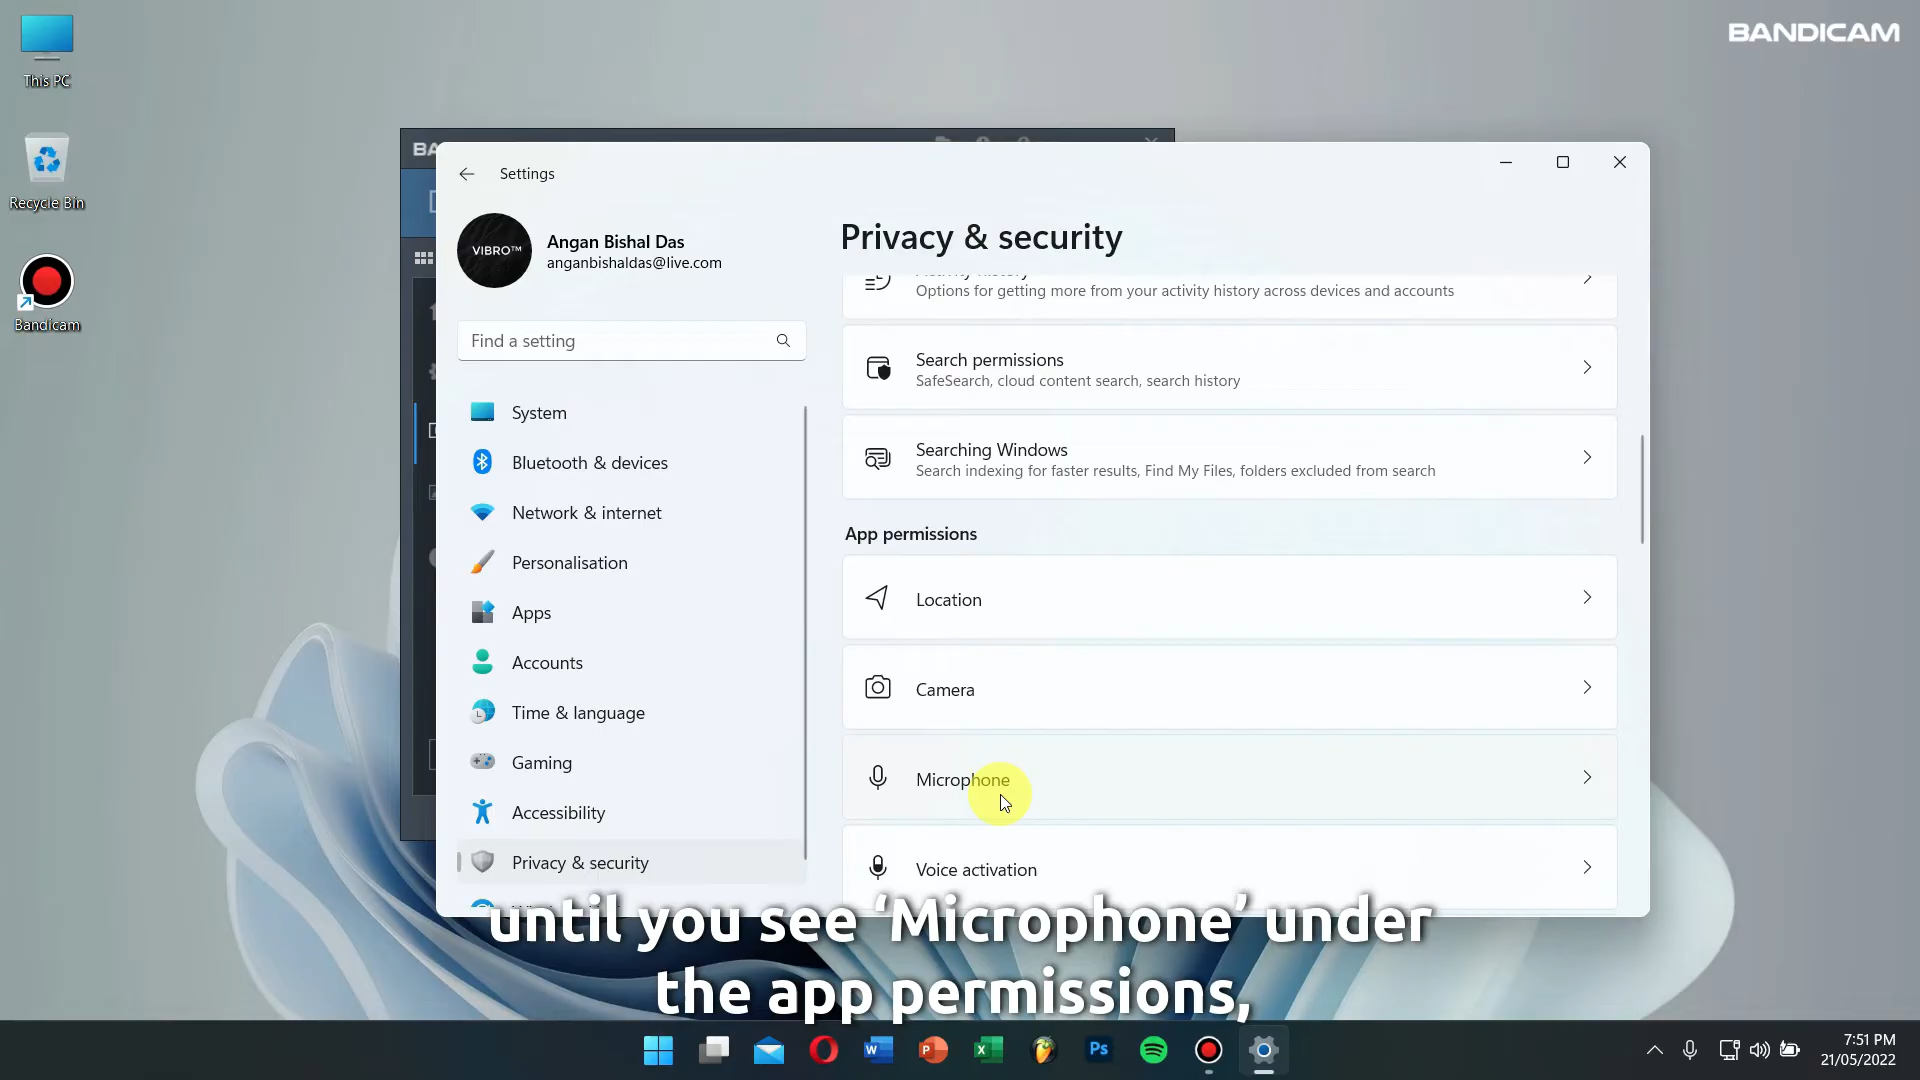 This PC
Recycle Bin
Bandicam
BANDICAM
BA
Settings
Angan Bishal Das
anganbishaldas@live.com
VIBRO™
Find a setting
System
Bluetooth & devices
Network & internet
Personalisation
Apps
Accounts
Time & language
Gaming
Accessibility
Privacy & security
Privacy & security
Activity history
Options for getting more from your activity history across devices and accounts
Search permissions
SafeSearch, cloud content search, search history
Searching Windows
Search indexing for faster results, Find My Files, folders excluded from search
App permissions
Location
Camera
Microphone
Voice activation
until you see ‘Microphone’ under
the app permissions,
Ps
7:51 PM
21/05/2022